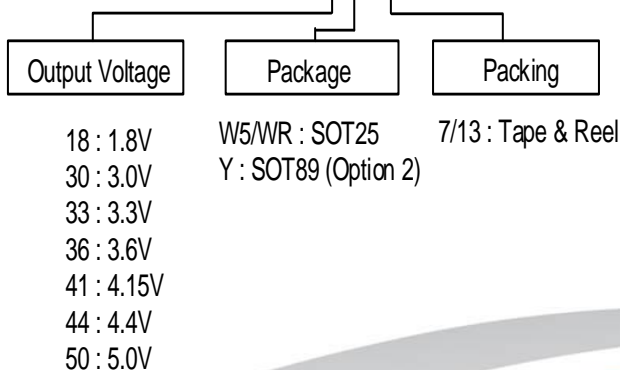 Output Voltage
Package
Packing
18 : 1.8V
30 : 3.0V
33 : 3.3V
36 : 3.6V
41 : 4.15V
44 : 4.4V
50 : 5.0V
W5/WR : SOT25
Y : SOT89 (Option 2)
7/13 : Tape & Reel